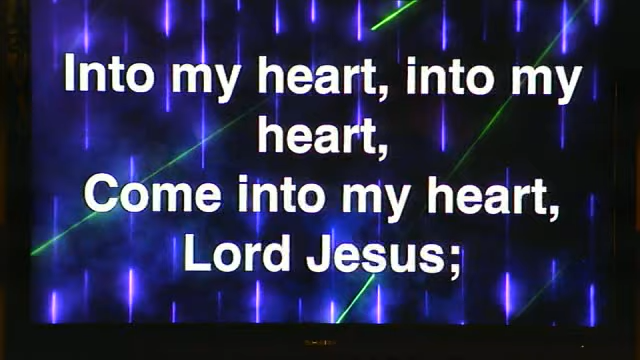 Into my heart, into my
heart,
Come into my heart,
Lord Jesus;